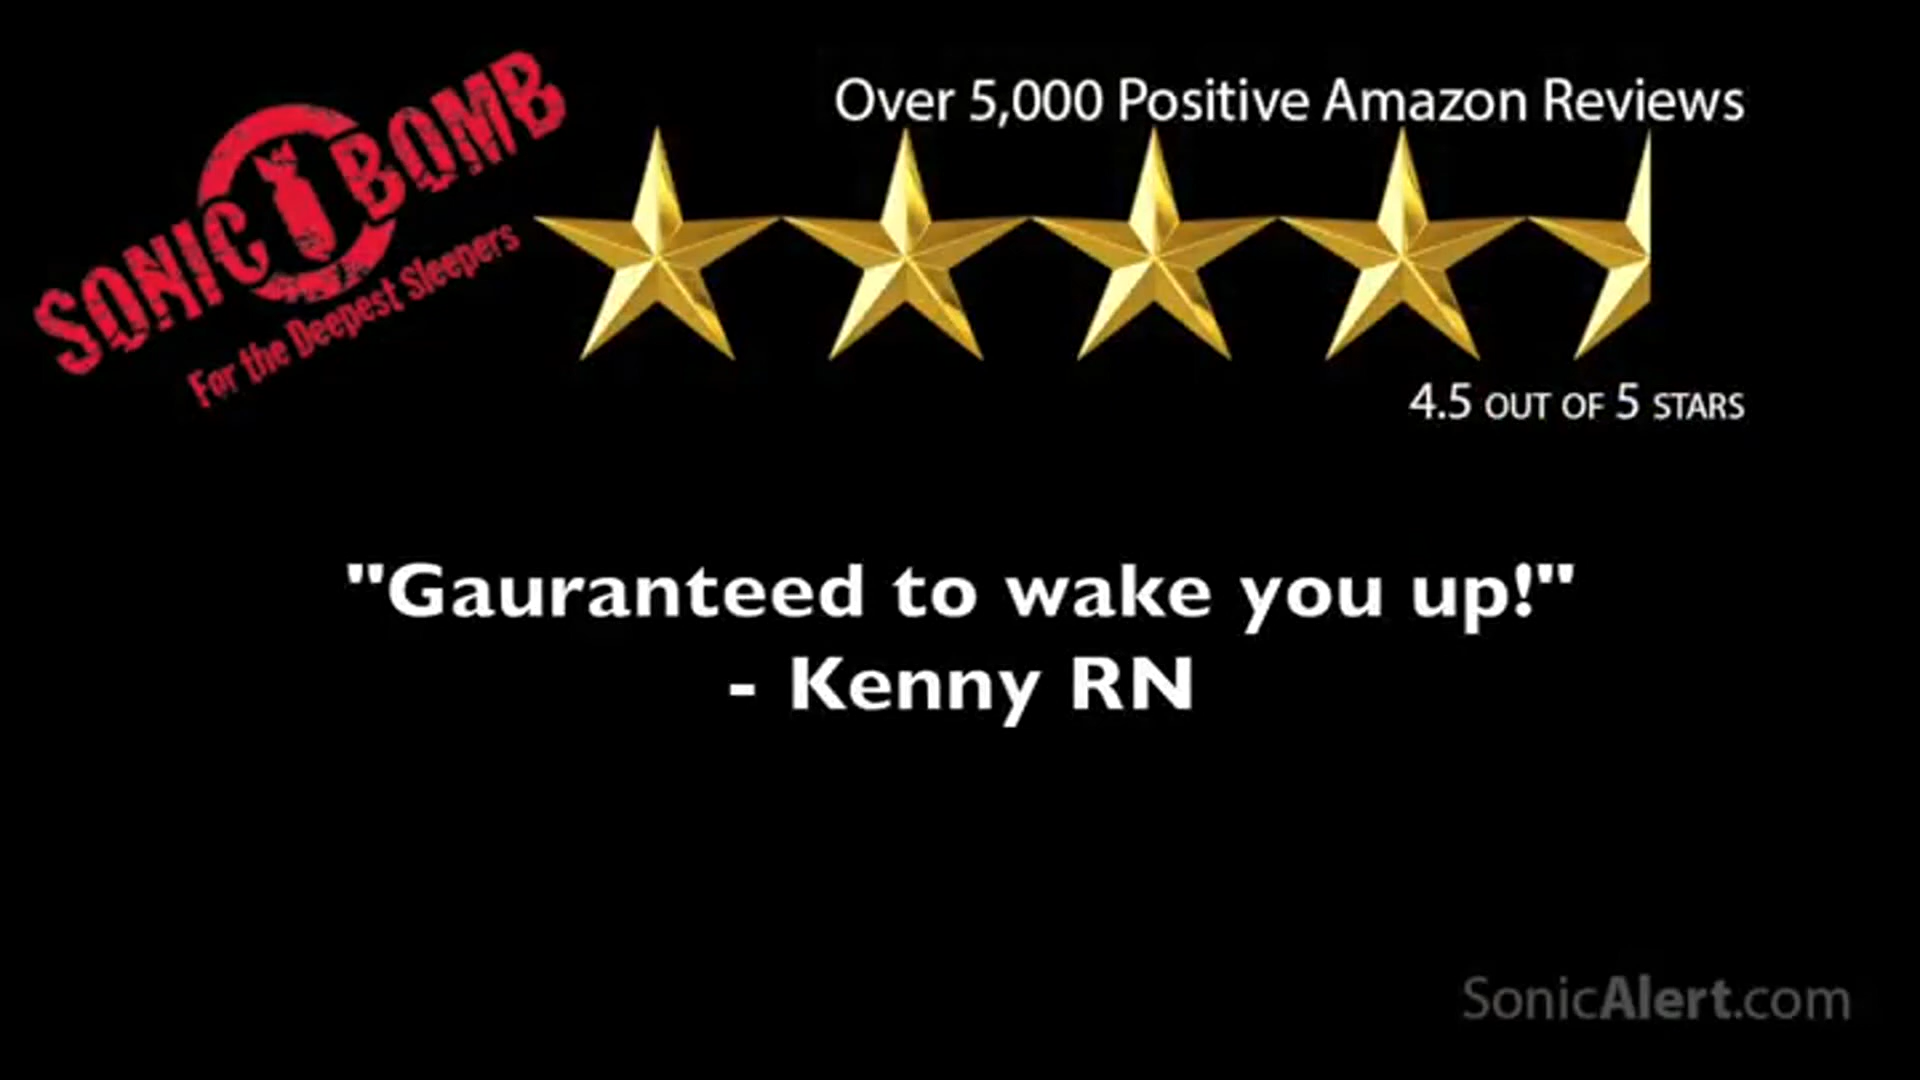 SONIC BOMB
For the Deepest Sleepers
Over 5,000 Positive Amazon Reviews
4.5 OUT OF 5 STARS
"Gauranteed to wake you up!"
- Kenny RN
SonicAlert.com